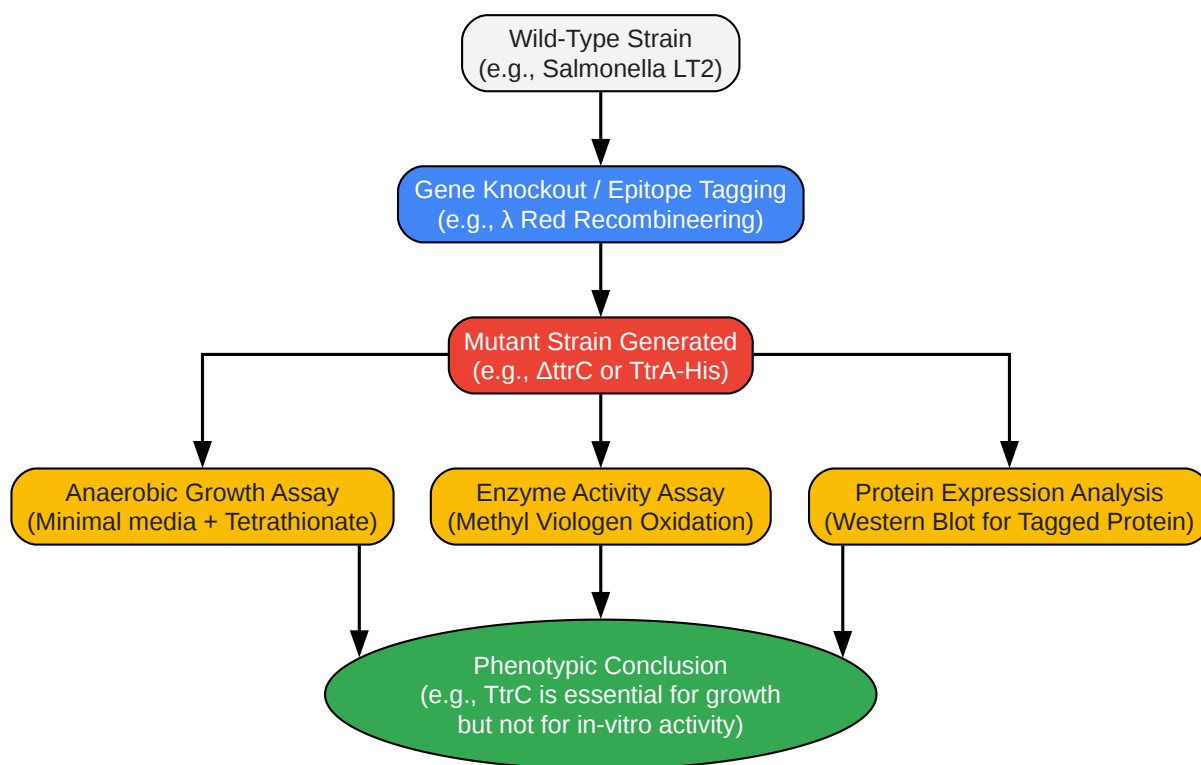 Wild-Type Strain
(e.g., Salmonella LT2)
Gene Knockout / Epitope Tagging
(e.g., λ Red Recombineering)
Mutant Strain Generated
(e.g., ΔttrC or TtrA-His)
Anaerobic Growth Assay
(Minimal media + Tetrathionate)
Enzyme Activity Assay
(Methyl Viologen Oxidation)
Protein Expression Analysis
(Western Blot for Tagged Protein)
Phenotypic Conclusion
(e.g., TtrC is essential for growth
but not for in-vitro activity)